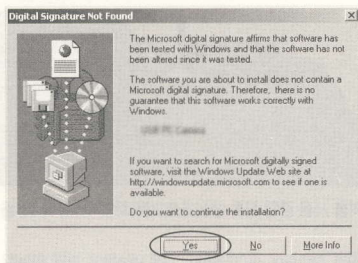 Digital Signature Not Found
The Microsoft digital signature affirms that software has
been tested with Windows and that the software has not
been altered since it was tested.
The software you are about to install does not contain a
Microsoft digital signature. Therefore, there is no
guarantee that this software works correctly with
Windows.
USB PC Camera
If you want to search for Microsoft digitally signed
software, visit the Windows Update Web site at
http://windowsupdate.microsoft.com to see if one is
available.
Do you want to continue the installation?
Yes No More Info